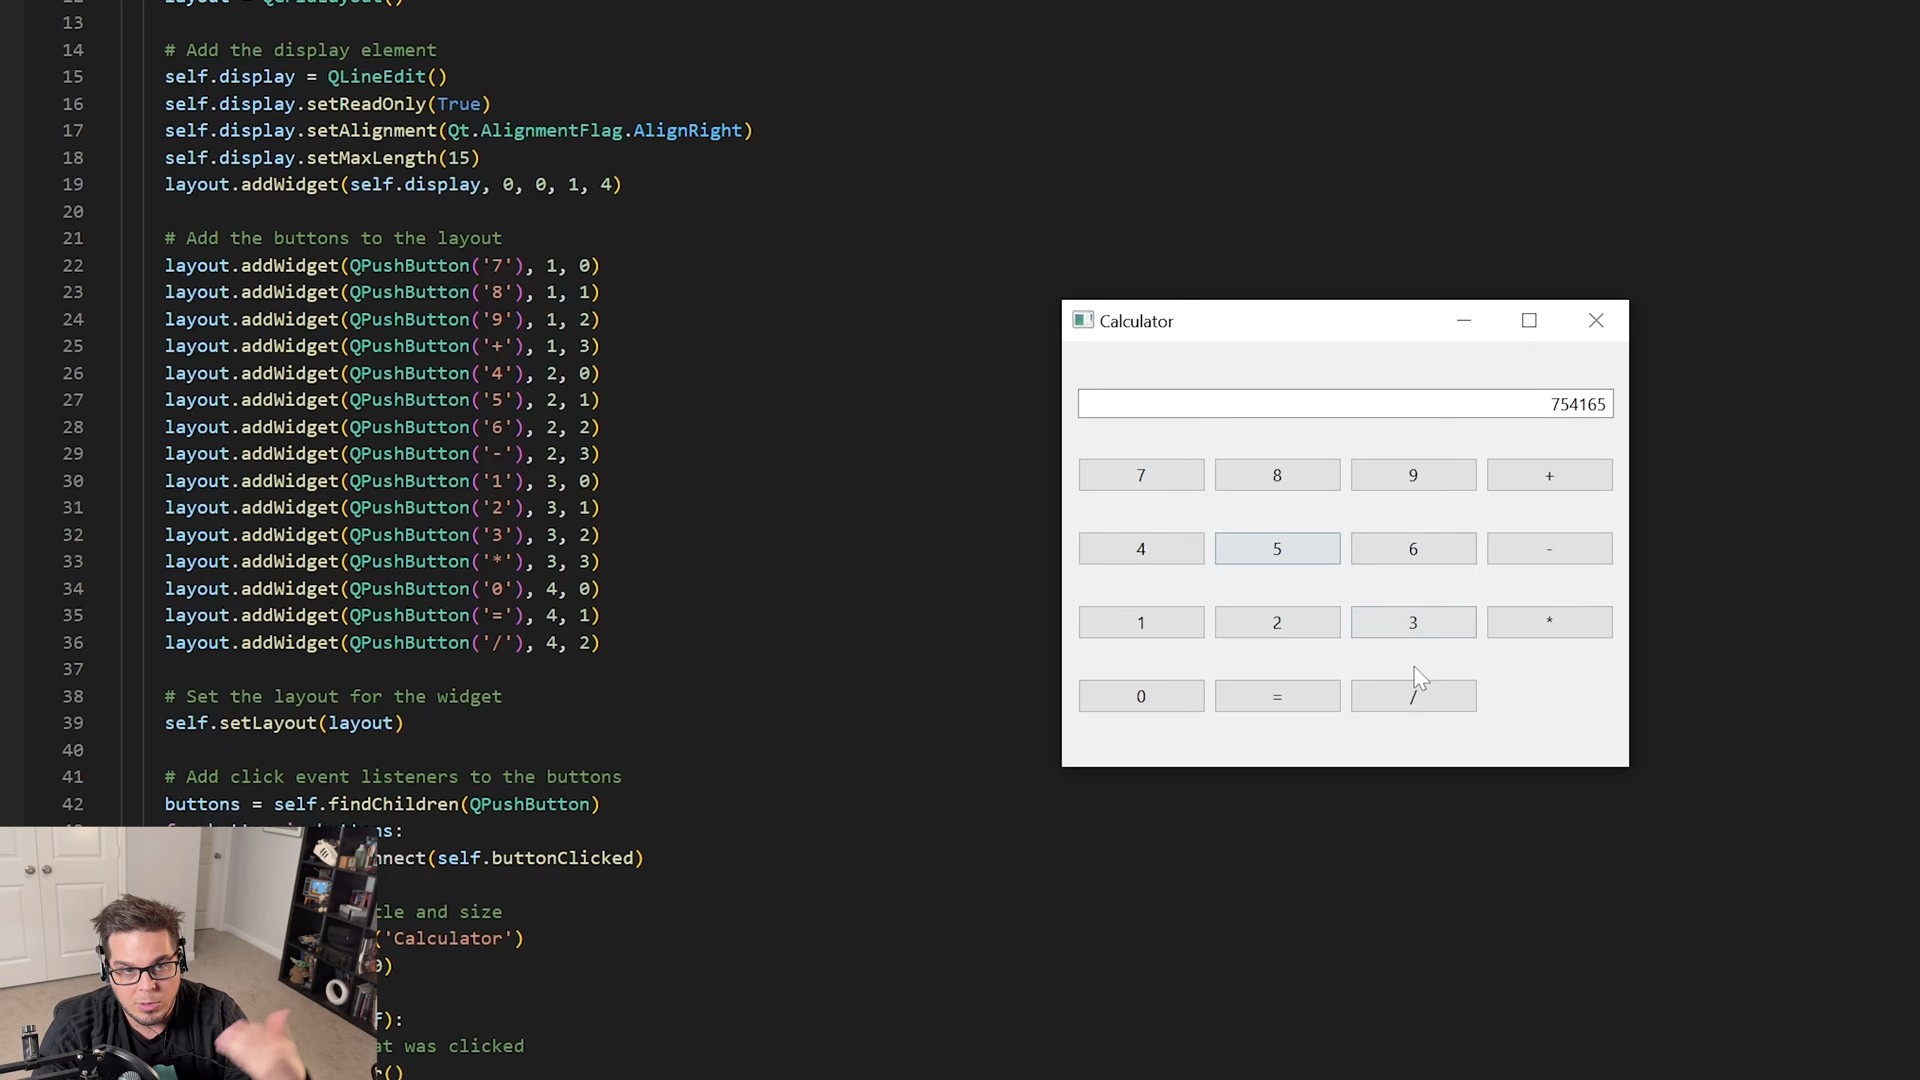 13
14 # Add the display element
15 self.display = QLineEdit()
16 self.display.setReadOnly(True)
17 self.display.setAlignment(Qt.AlignmentFlag.AlignRight)
18 self.display.setMaxLength(15)
19 layout.addWidget(self.display, 0, 0, 1, 4)
20
21 # Add the buttons to the layout
22 layout.addWidget(QPushButton('7'), 1, 0)
23 layout.addWidget(QPushButton('8'), 1, 1)
24 layout.addWidget(QPushButton('9'), 1, 2)
25 layout.addWidget(QPushButton('+'), 1, 3)
26 layout.addWidget(QPushButton('4'), 2, 0)
27 layout.addWidget(QPushButton('5'), 2, 1)
28 layout.addWidget(QPushButton('6'), 2, 2)
29 layout.addWidget(QPushButton('-'), 2, 3)
30 layout.addWidget(QPushButton('1'), 3, 0)
31 layout.addWidget(QPushButton('2'), 3, 1)
32 layout.addWidget(QPushButton('3'), 3, 2)
33 layout.addWidget(QPushButton('*'), 3, 3)
34 layout.addWidget(QPushButton('0'), 4, 0)
35 layout.addWidget(QPushButton('='), 4, 1)
36 layout.addWidget(QPushButton('/'), 4, 2)
37
38 # Set the layout for the widget
39 self.setLayout(layout)
40
41 # Add click event listeners to the buttons
42 buttons = self.findChildren(QPushButton)
ns:
nnect(self.buttonClicked)
tle and size
('Calculator')
0)
f):
at was clicked
r()
Calculator
754165
7 8 9 +
4 5 6 -
1 2 3 *
0 = /